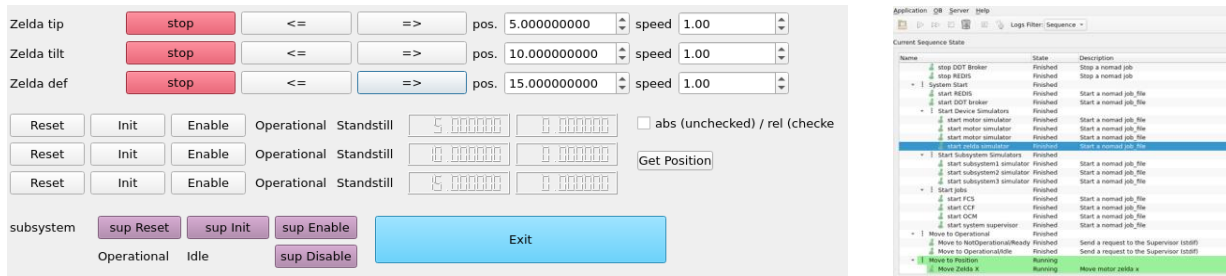 Zelda tip stop <= => pos. 5.000000000 speed 1.00
Zelda tilt stop <= => pos. 10.000000000 speed 1.00
Zelda def stop <= => pos. 15.000000000 speed 1.00
Reset Init Enable Operational Standstill 5.000000 0.000000 abs (unchecked) / rel (checke
Reset Init Enable Operational Standstill 10.000000 0.000000 Get Position
Reset Init Enable Operational Standstill 15.000000 0.000000
subsystem sup Reset sup Init sup Enable Exit
Operational Idle sup Disable
Application QB Server Help
Logs Filter: Sequence
Current Sequence State
Name State Description
stop DDT Broker Finished Stop a nomad job
stop REDIS Finished Stop a nomad job
System Start Finished
start REDIS Finished Start a nomad job_file
start DDT broker Finished Start a nomad job_file
Start Device Simulators Finished
start motor simulator Finished Start a nomad job_file
start motor simulator Finished Start a nomad job_file
start motor simulator Finished Start a nomad job_file
start zelda simulator Finished Start a nomad job_file
Start Subsystem Simulators Finished
start subsystem1 simulator Finished Start a nomad job_file
start subsystem2 simulator Finished Start a nomad job_file
start subsystem3 simulator Finished Start a nomad job_file
Start Jobs Finished
start FCS Finished Start a nomad job_file
start CCF Finished Start a nomad job_file
start OCM Finished Start a nomad job_file
start system supervisor Finished Start a nomad job_file
Move to Operational Finished
Move to NotOperational/Ready Finished Send a request to the Supervisor (stdif)
Move to Operational/Idle Finished Send a request to the Supervisor (stdif)
Move to Position Running
Move Zelda X Running Move motor zelda x